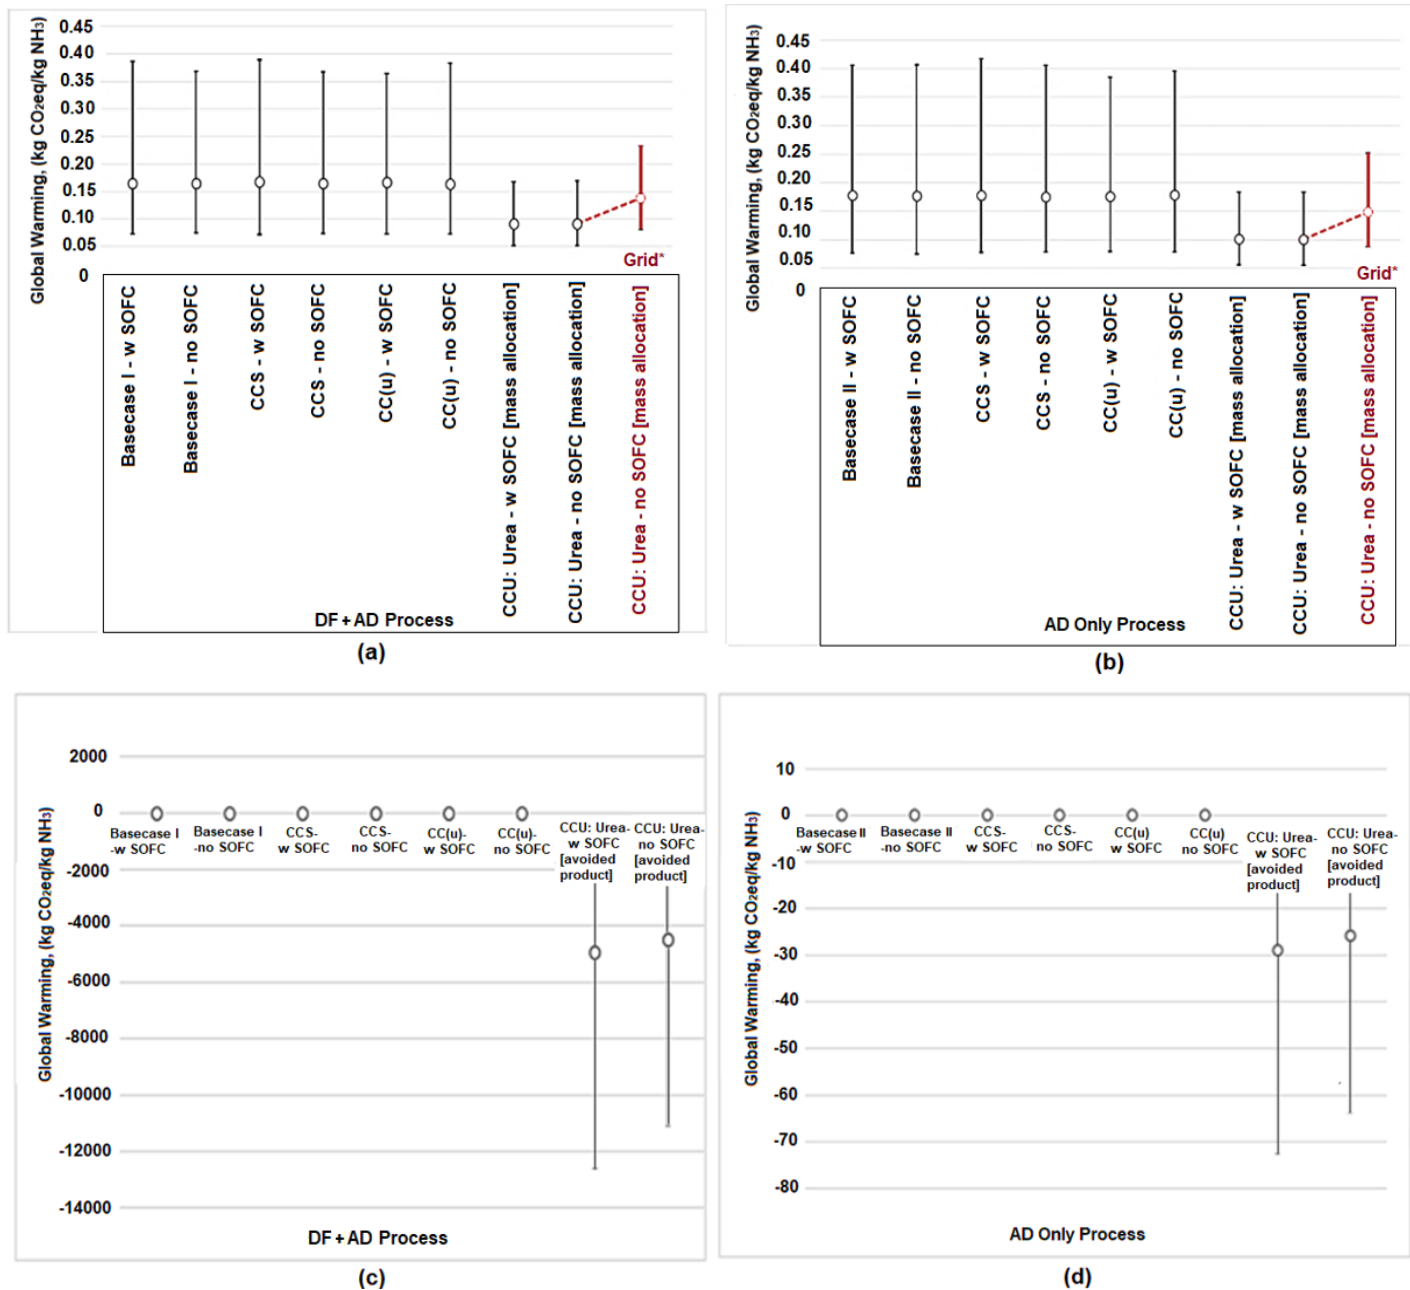 Global Warming, (kg CO₂eq/kg NH₃)
0.45
0.40
0.35
0.30
0.25
0.20
0.15
0.10
0.05
0
Grid*
Basecase I - w SOFC
Basecase I - no SOFC
CCS - w SOFC
CCS - no SOFC
CC(u) - w SOFC
CC(u) - no SOFC
CCU: Urea - w SOFC [mass allocation]
CCU: Urea - no SOFC [mass allocation]
CCU: Urea - no SOFC [mass allocation]
DF + AD Process
(a)
Global Warming, (kg CO₂eq/kg NH₃)
0.45
0.40
0.35
0.30
0.25
0.20
0.15
0.10
0.05
0
Grid*
Basecase II - w SOFC
Basecase II - no SOFC
CCS - w SOFC
CCS - no SOFC
CC(u) - w SOFC
CC(u) - no SOFC
CCU: Urea - w SOFC [mass allocation]
CCU: Urea - no SOFC [mass allocation]
CCU: Urea - no SOFC [mass allocation]
AD Only Process
(b)
Global Warming, (kg CO₂eq/kg NH₃)
2000
0
-2000
-4000
-6000
-8000
-10000
-12000
-14000
Basecase I
-w SOFC
Basecase I
-no SOFC
CCS-
w SOFC
CCS-
no SOFC
CC(u)-
w SOFC
CC(u)-
no SOFC
CCU: Urea-
w SOFC
[avoided
product]
CCU: Urea-
no SOFC
[avoided
product]
DF + AD Process
(c)
Global Warming, (kg CO₂eq/kg NH₃)
10
0
-10
-20
-30
-40
-50
-60
-70
-80
Basecase II
-w SOFC
Basecase II
-no SOFC
CCS-
w SOFC
CCS-
no SOFC
CC(u)
w SOFC
CC(u)
no SOFC
CCU: Urea-
w SOFC
[avoided
product]
CCU: Urea-
no SOFC
[avoided
product]
AD Only Process
(d)